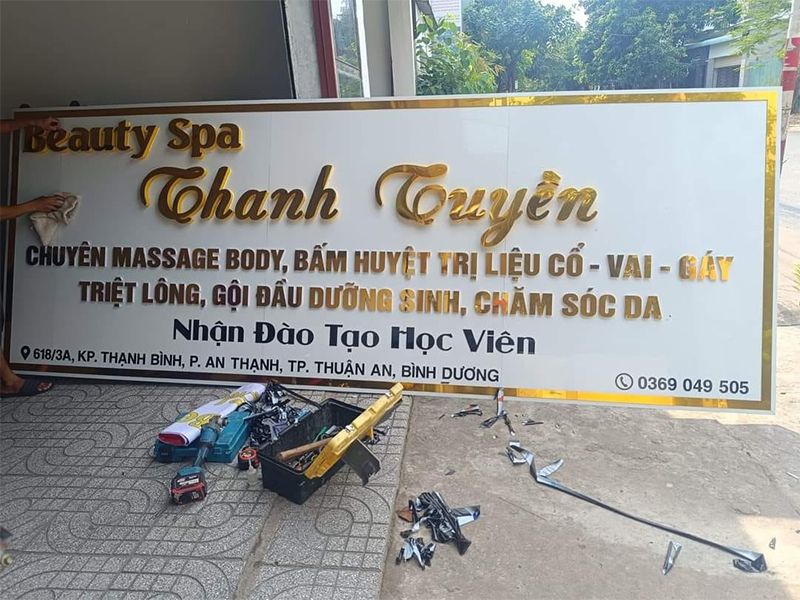 Beauty Spa
Thanh Tuyền
CHUYÊN MASSAGE BODY, BẤM HUYỆT TRỊ LIỆU CỔ - VAI - GÁY
TRIỆT LÔNG, GỘI ĐẦU DƯỠNG SINH, CHĂM SÓC DA
Nhận Đào Tạo Học Viên
618/3A, KP. THẠNH BÌNH, P. AN THẠNH, TP. THUẬN AN, BÌNH DƯƠNG
0369 049 505